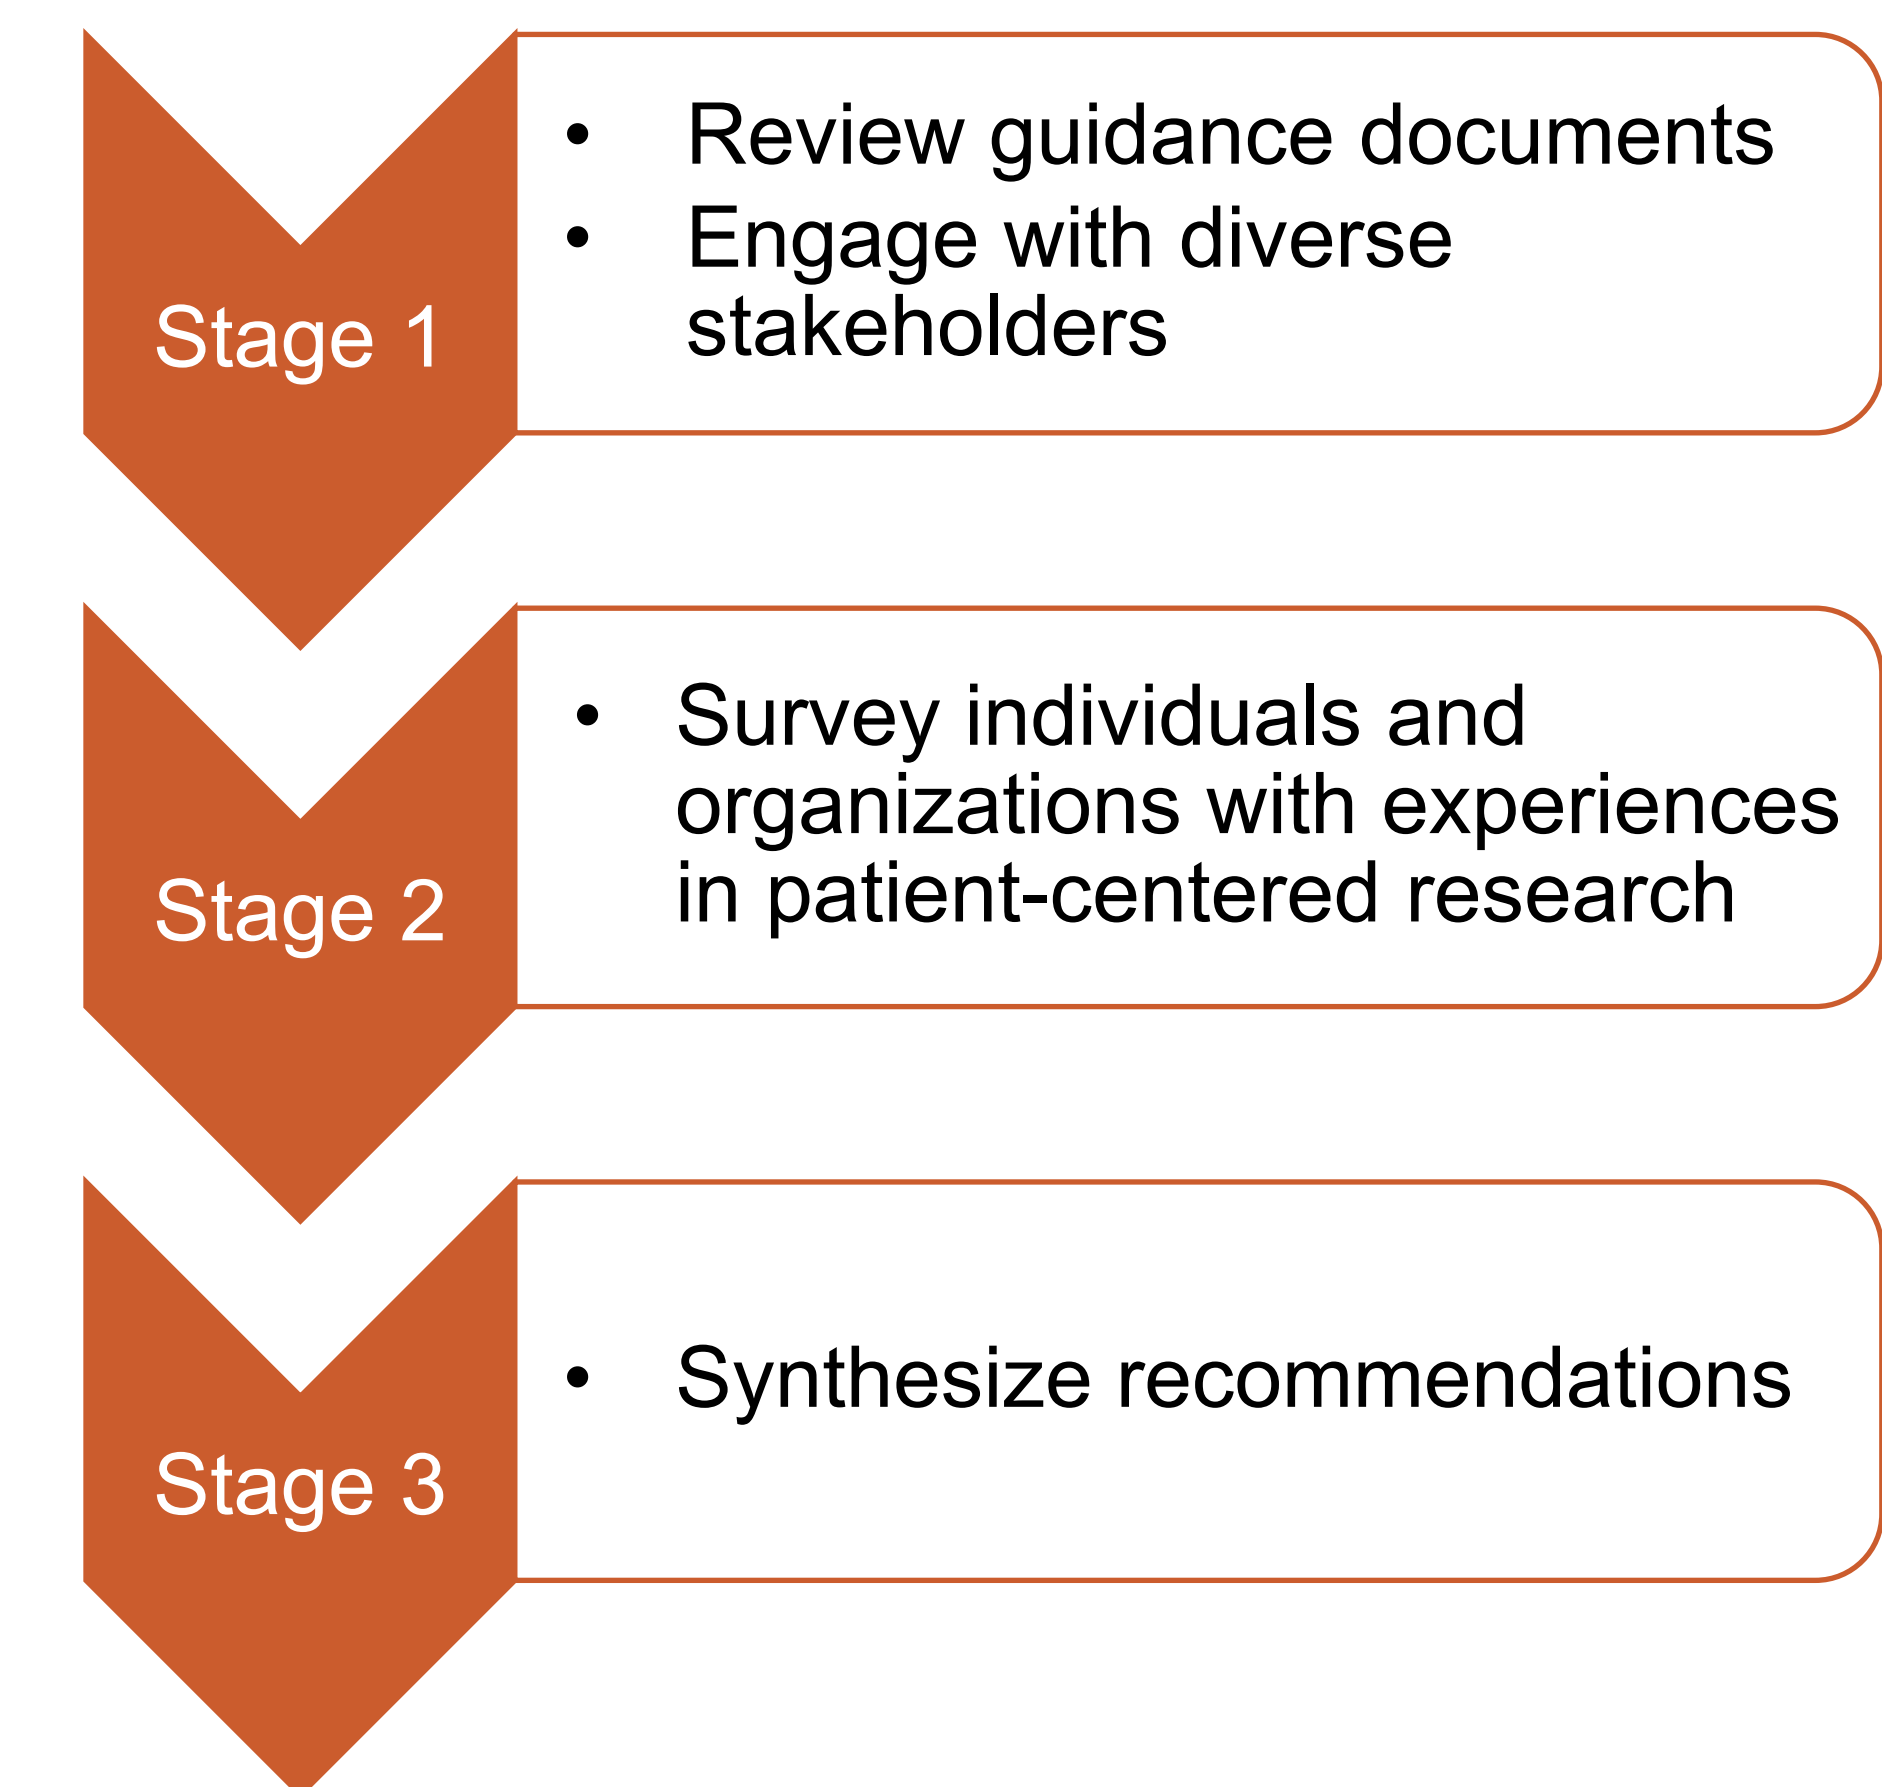 Stage 1
• Review guidance documents
• Engage with diverse
stakeholders
Stage 2
• Survey individuals and
organizations with experiences
in patient-centered research
Stage 3
• Synthesize recommendations